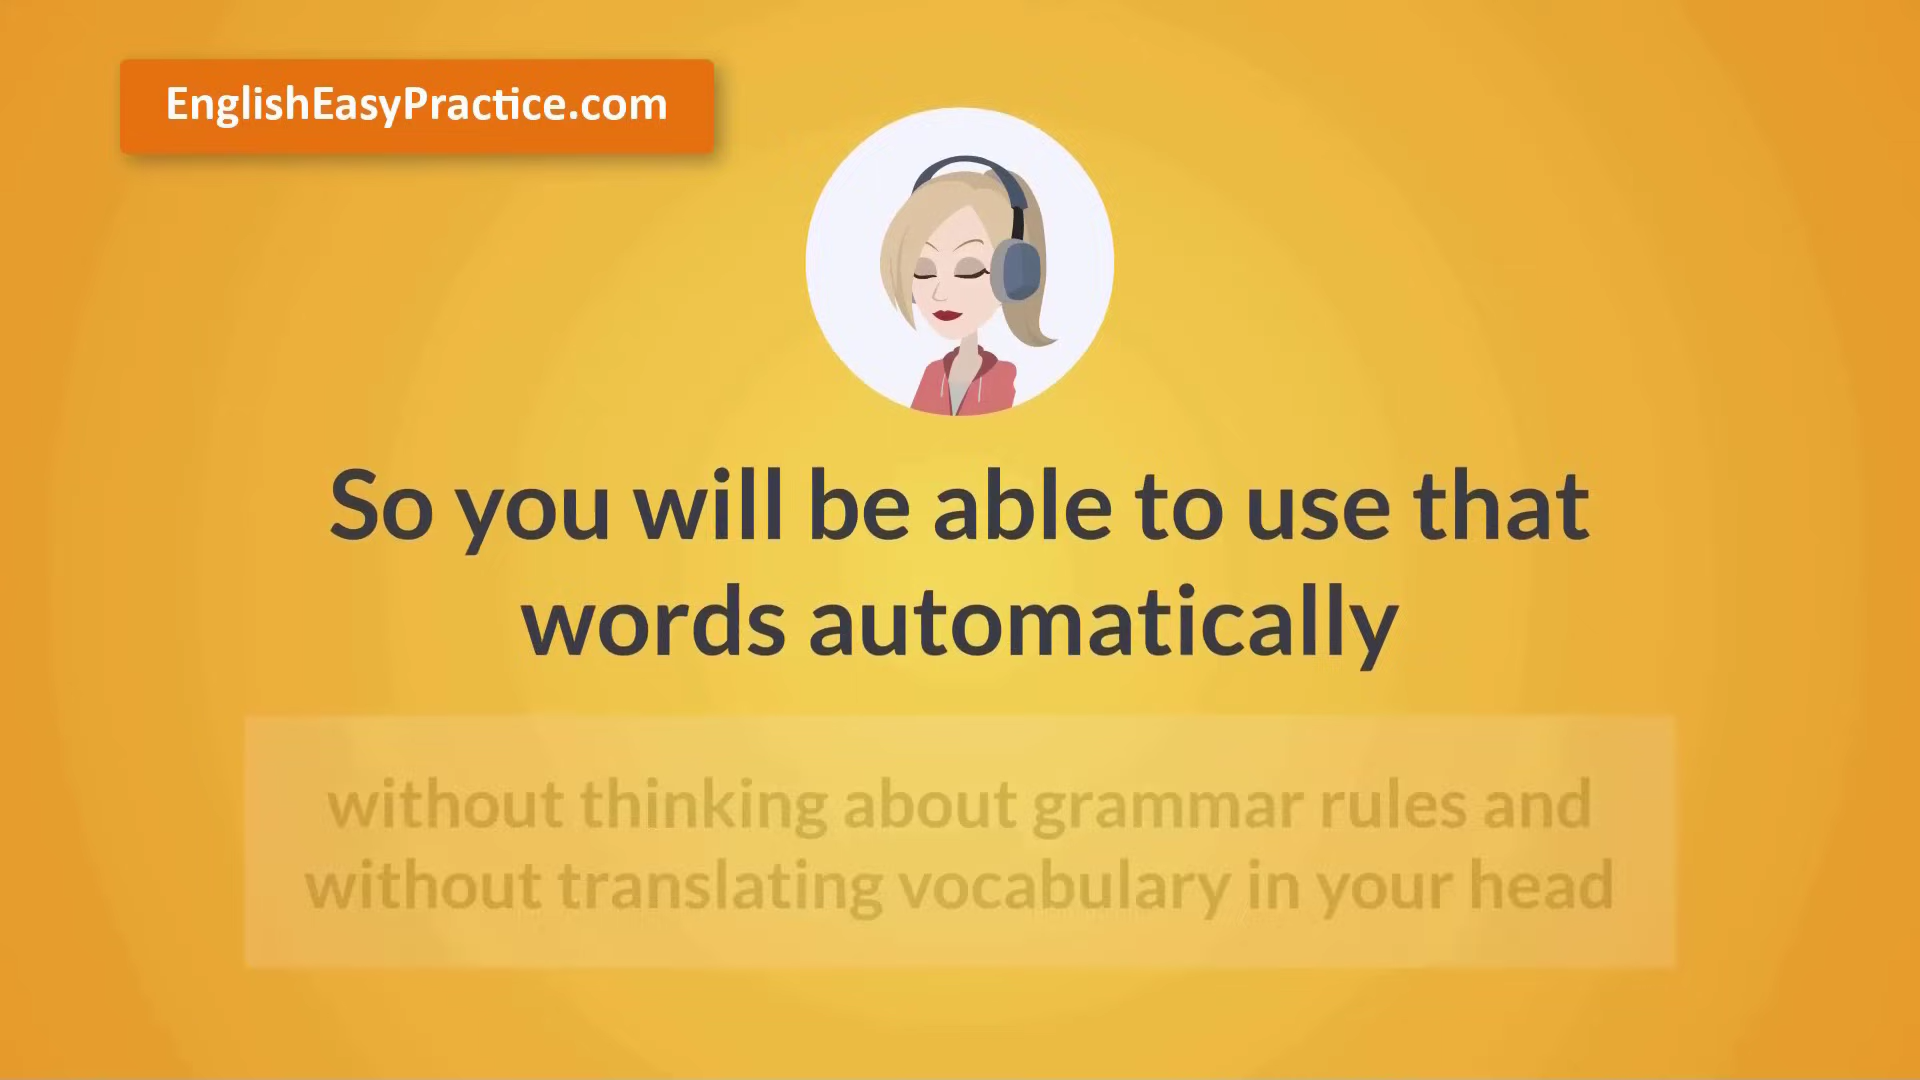 EnglishEasyPractice.com
So you will be able to use that
words automatically
without thinking about grammar rules and
without translating vocabulary in your head